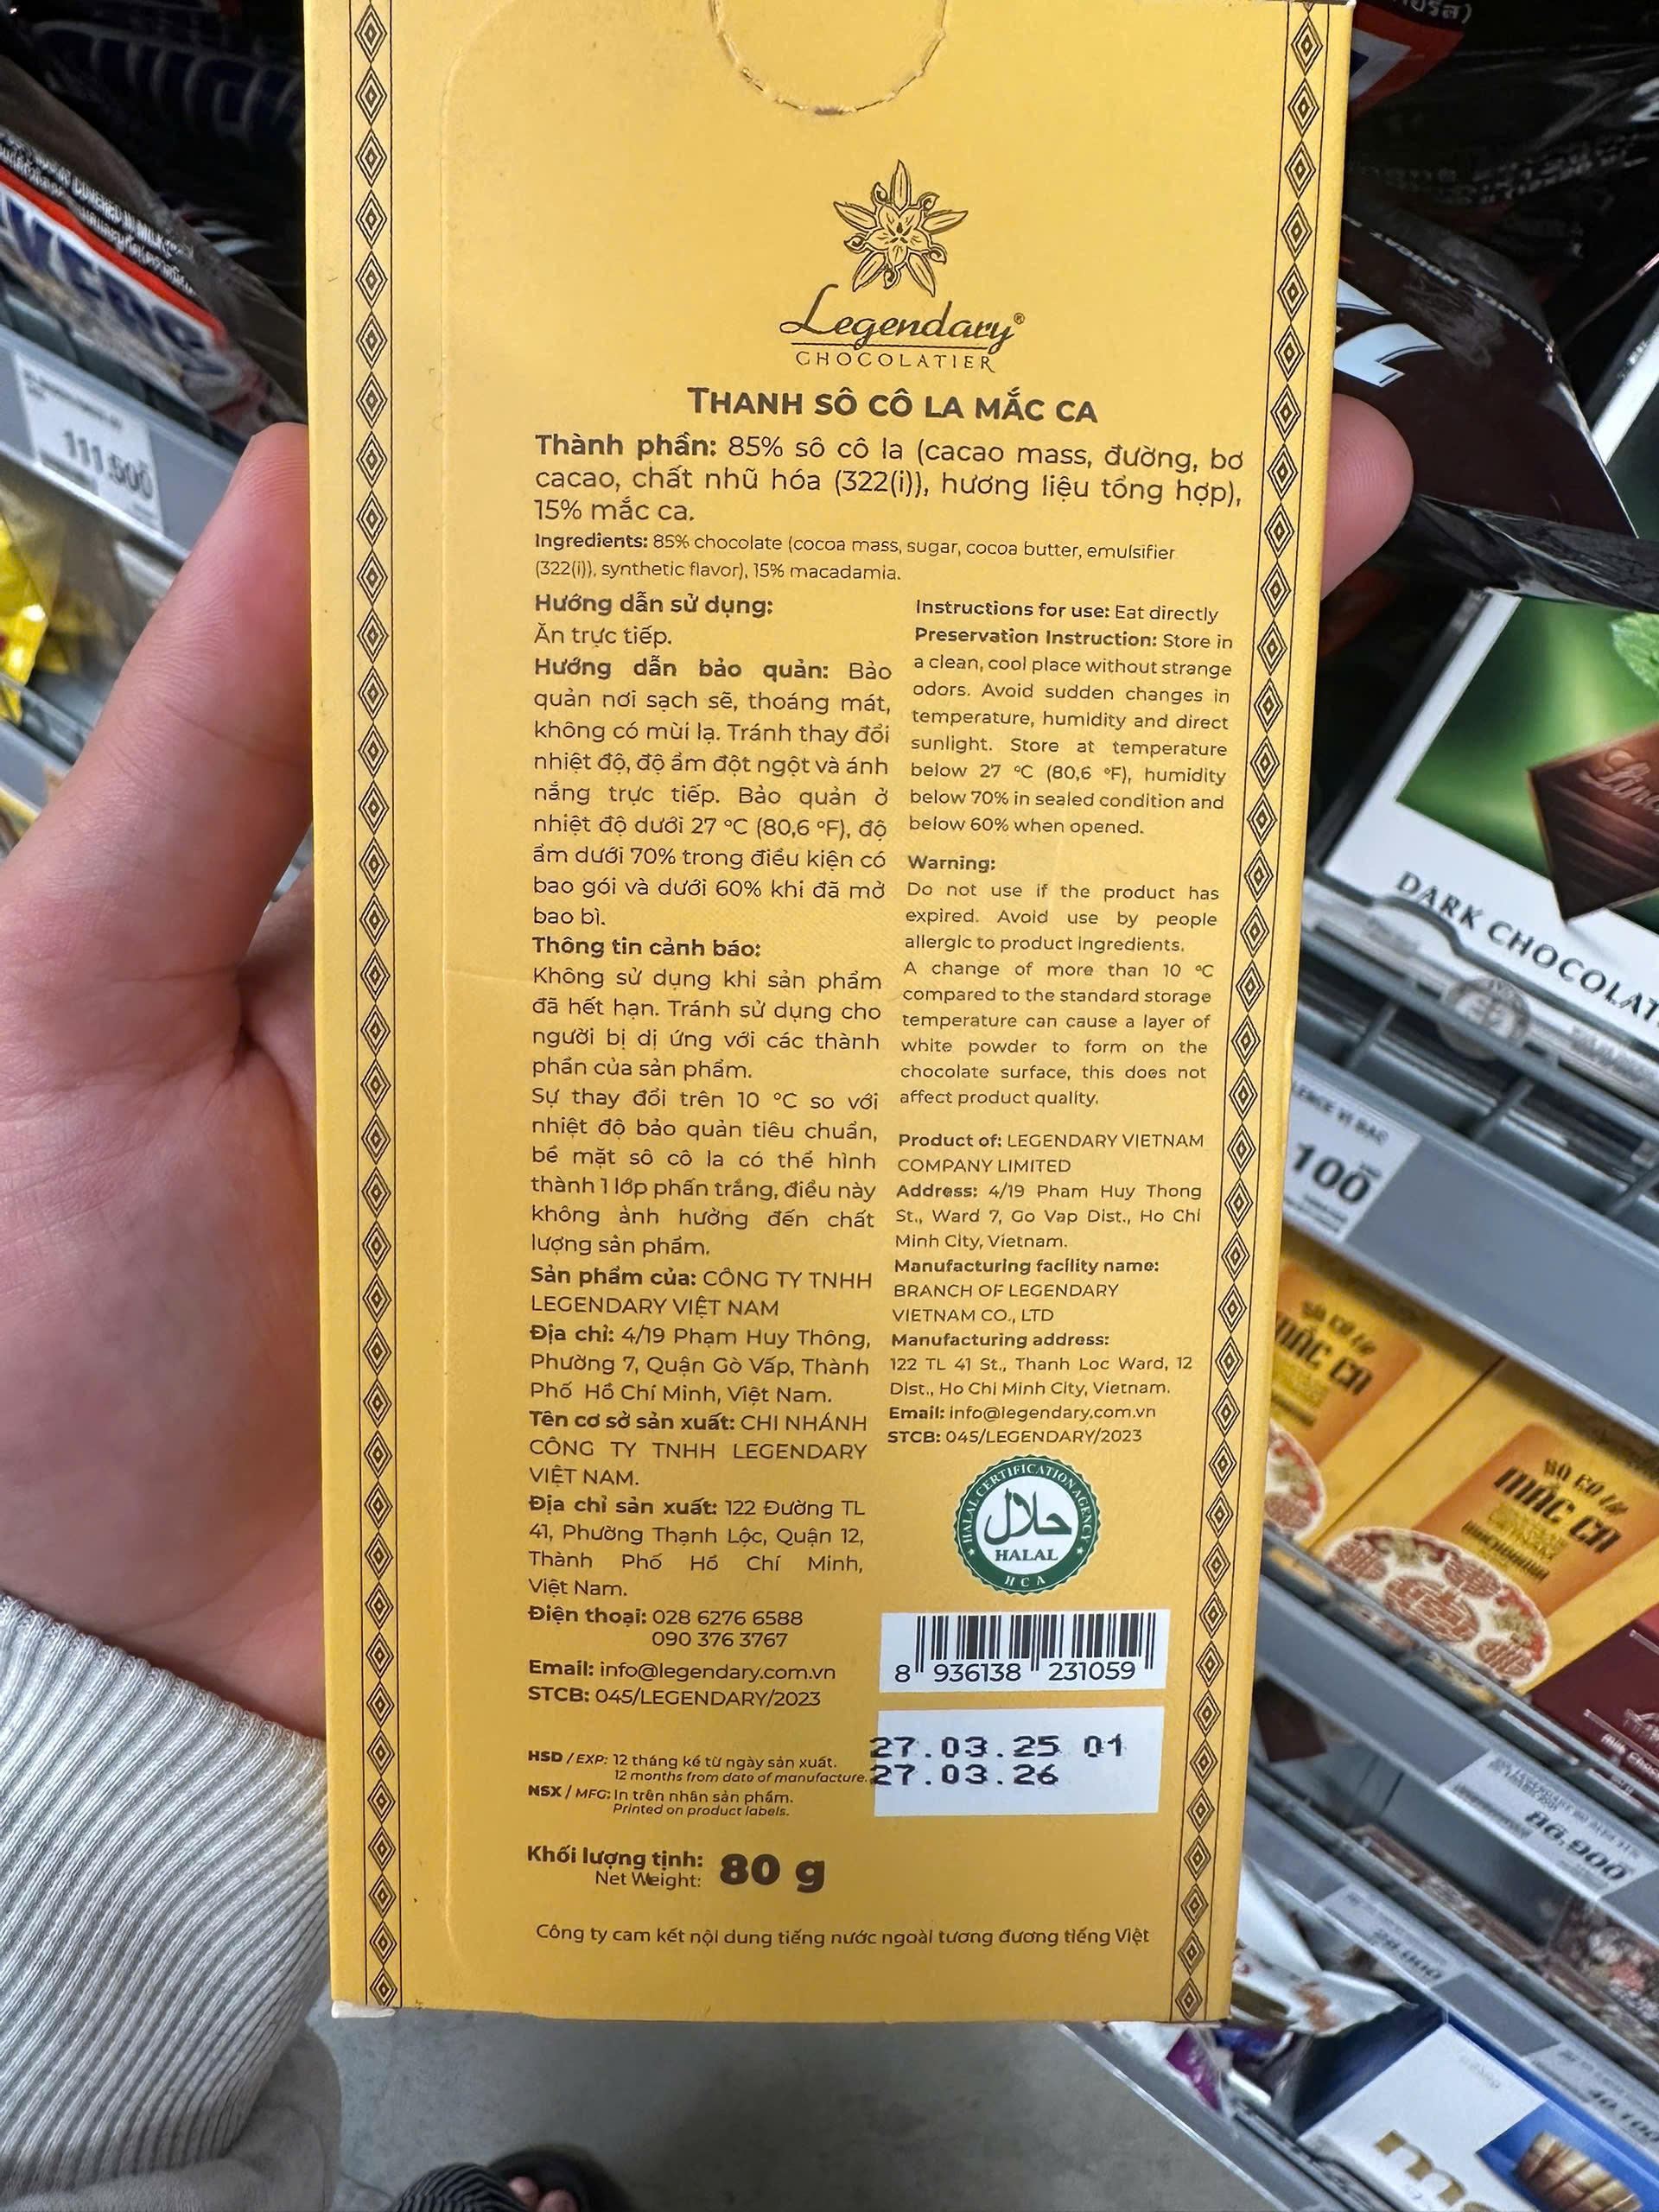 Legendary®
CHOCOLATIER
THANH SÔ CÔ LA MẮC CA
Thành phần: 85% sô cô la (cacao mass, đường, bơ
cacao, chất nhũ hóa (322(i)), hương liệu tổng hợp),
15% mắc ca.
Ingredients: 85% chocolate (cocoa mass, sugar, cocoa butter, emulsifier
(322(i)), synthetic flavor), 15% macadamia.
Hướng dẫn sử dụng:
Ăn trực tiếp.
Hướng dẫn bảo quản: Bảo
quản nơi sạch sẽ, thoáng mát,
không có mùi lạ. Tránh thay đổi
nhiệt độ, độ ẩm đột ngột và ánh
nắng trực tiếp. Bảo quản ở
nhiệt độ dưới 27 °C (80,6 °F), độ
ẩm dưới 70% trong điều kiện có
bao gói và dưới 60% khi đã mở
bao bì.
Thông tin cảnh báo:
Không sử dụng khi sản phẩm
đã hết hạn. Tránh sử dụng cho
người bị dị ứng với các thành
phần của sản phẩm.
Sự thay đổi trên 10 °C so với
nhiệt độ bảo quản tiêu chuẩn,
bề mặt sô cô la có thể hình
thành 1 lớp phấn trắng, điều này
không ảnh hưởng đến chất
lượng sản phẩm.
Sản phẩm của: CÔNG TY TNHH
LEGENDARY VIỆT NAM
Địa chỉ: 4/19 Phạm Huy Thông,
Phường 7, Quận Gò Vấp, Thành
Phố Hồ Chí Minh, Việt Nam.
Tên cơ sở sản xuất: CHI NHÁNH
CÔNG TY TNHH LEGENDARY
VIỆT NAM.
Địa chỉ sản xuất: 122 Đường TL
41, Phường Thạnh Lộc, Quận 12,
Thành Phố Hồ Chí Minh,
Việt Nam.
Điện thoại: 028 6276 6588
090 376 3767
Email: info@legendary.com.vn
STCB: 045/LEGENDARY/2023
Instructions for use: Eat directly
Preservation Instruction: Store in
a clean, cool place without strange
odors. Avoid sudden changes in
temperature, humidity and direct
sunlight. Store at temperature
below 27 °C (80,6 °F), humidity
below 70% in sealed condition and
below 60% when opened.
Warning:
Do not use if the product has
expired. Avoid use by people
allergic to product ingredients.
A change of more than 10 °C
compared to the standard storage
temperature can cause a layer of
white powder to form on the
chocolate surface, this does not
affect product quality.
Product of: LEGENDARY VIETNAM
COMPANY LIMITED
Address: 4/19 Pham Huy Thong
St., Ward 7, Go Vap Dist., Ho Chi
Minh City, Vietnam.
Manufacturing facility name:
BRANCH OF LEGENDARY
VIETNAM CO., LTD
Manufacturing address:
122 TL 41 St., Thanh Loc Ward, 12
Dist., Ho Chi Minh City, Vietnam.
Email: info@legendary.com.vn
STCB: 045/LEGENDARY/2023
HALAL CERTIFICATION AGENCY
حلال
HALAL
HCA
8 936138 231059
27.03.25 01
27.03.26
HSD / EXP: 12 tháng kể từ ngày sản xuất.
12 months from date of manufacture.
NSX / MFG: In trên nhãn sản phẩm.
Printed on product labels.
Khối lượng tịnh: 80 g
Net Weight:
Công ty cam kết nội dung tiếng nước ngoài tương đương tiếng Việt
111.500
DARK CHOCOLAT
100
SÔ CÔ LA
MẮC CA
SÔ CÔ LA
MẮC CA
86.900